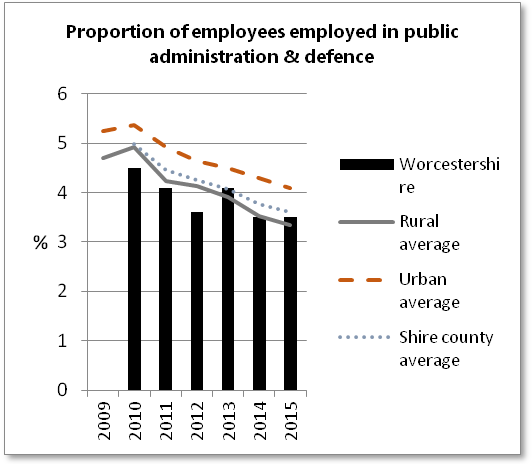 Proportion of employees employed in public
administration & defence
6
5
4
3
2
1
0
%
2009
2010
2011
2012
2013
2014
2015
Worcestershi
re
Rural
average
Urban
average
Shire county
average